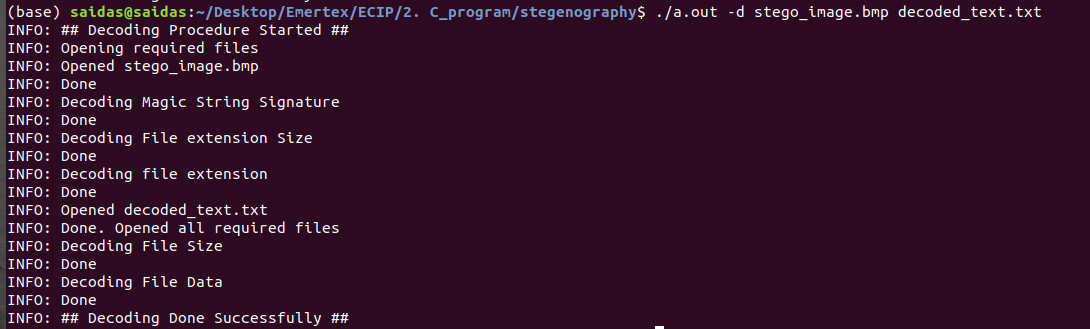 (base) saidas@saidas:~/Desktop/Emertex/ECIP/2. C_program/stegenography$ ./a.out -d stego_image.bmp decoded_text.txt
INFO: ## Decoding Procedure Started ##
INFO: Opening required files
INFO: Opened stego_image.bmp
INFO: Done
INFO: Decoding Magic String Signature
INFO: Done
INFO: Decoding File extension Size
INFO: Done
INFO: Decoding file extension
INFO: Done
INFO: Opened decoded_text.txt
INFO: Done. Opened all required files
INFO: Decoding File Size
INFO: Done
INFO: Decoding File Data
INFO: Done
INFO: ## Decoding Done Successfully ##